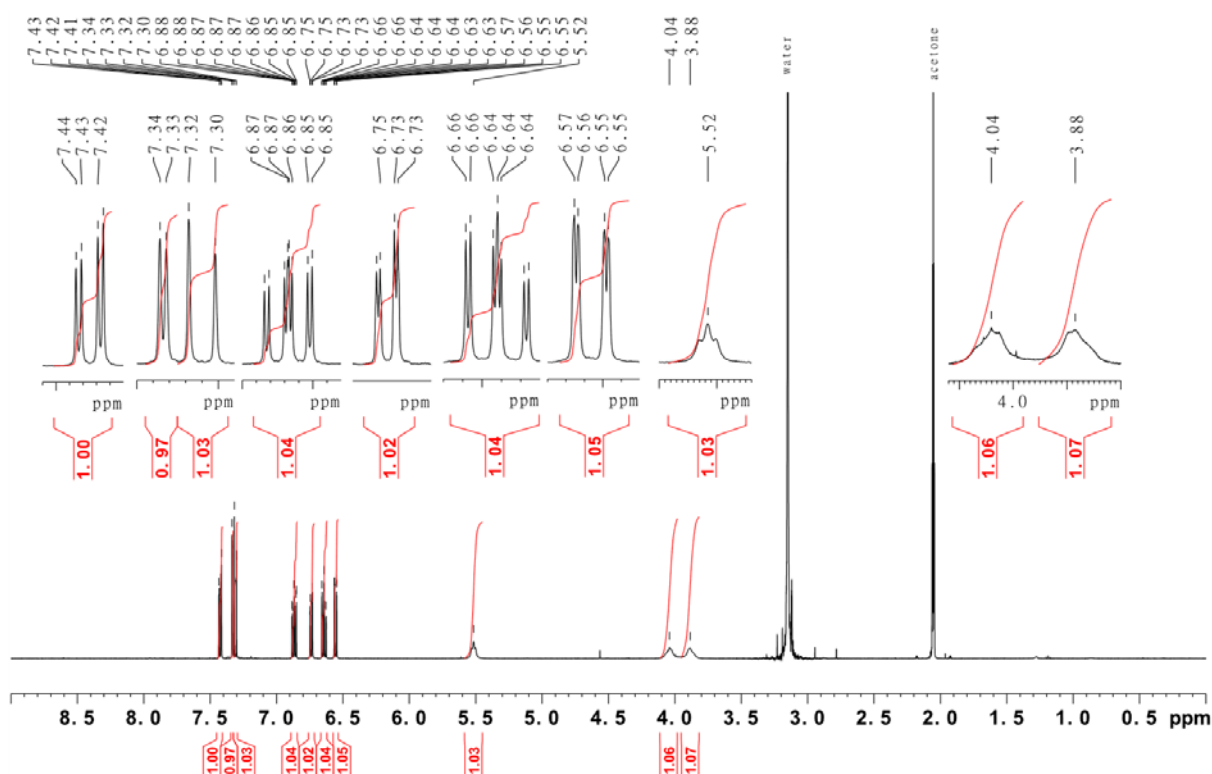 7.43 7.42 7.41 7.34 7.33 7.32 7.30 6.88 6.88 6.87 6.87 6.87 6.86 6.85 6.85 6.75 6.75 6.73 6.73 6.66 6.66 6.64 6.64 6.64 6.63 6.63 6.57 6.56 6.55 6.55 5.52 4.04 3.88 water acetone
7.44 7.43 7.42 7.34 7.33 7.32 7.30 6.87 6.87 6.86 6.85 6.85 6.75 6.73 6.73 6.66 6.66 6.64 6.64 6.64 6.57 6.56 6.55 6.55 5.52 4.04 3.88
ppm ppm ppm ppm ppm ppm ppm 4.0 ppm
1.00 0.97 1.03 1.04 1.02 1.04 1.05 1.03 1.06 1.07
8.5 8.0 7.5 7.0 6.5 6.0 5.5 5.0 4.5 4.0 3.5 3.0 2.5 2.0 1.5 1.0 0.5 ppm
1.00 0.97 1.03 1.04 1.02 1.04 1.05 1.03 1.06 1.07